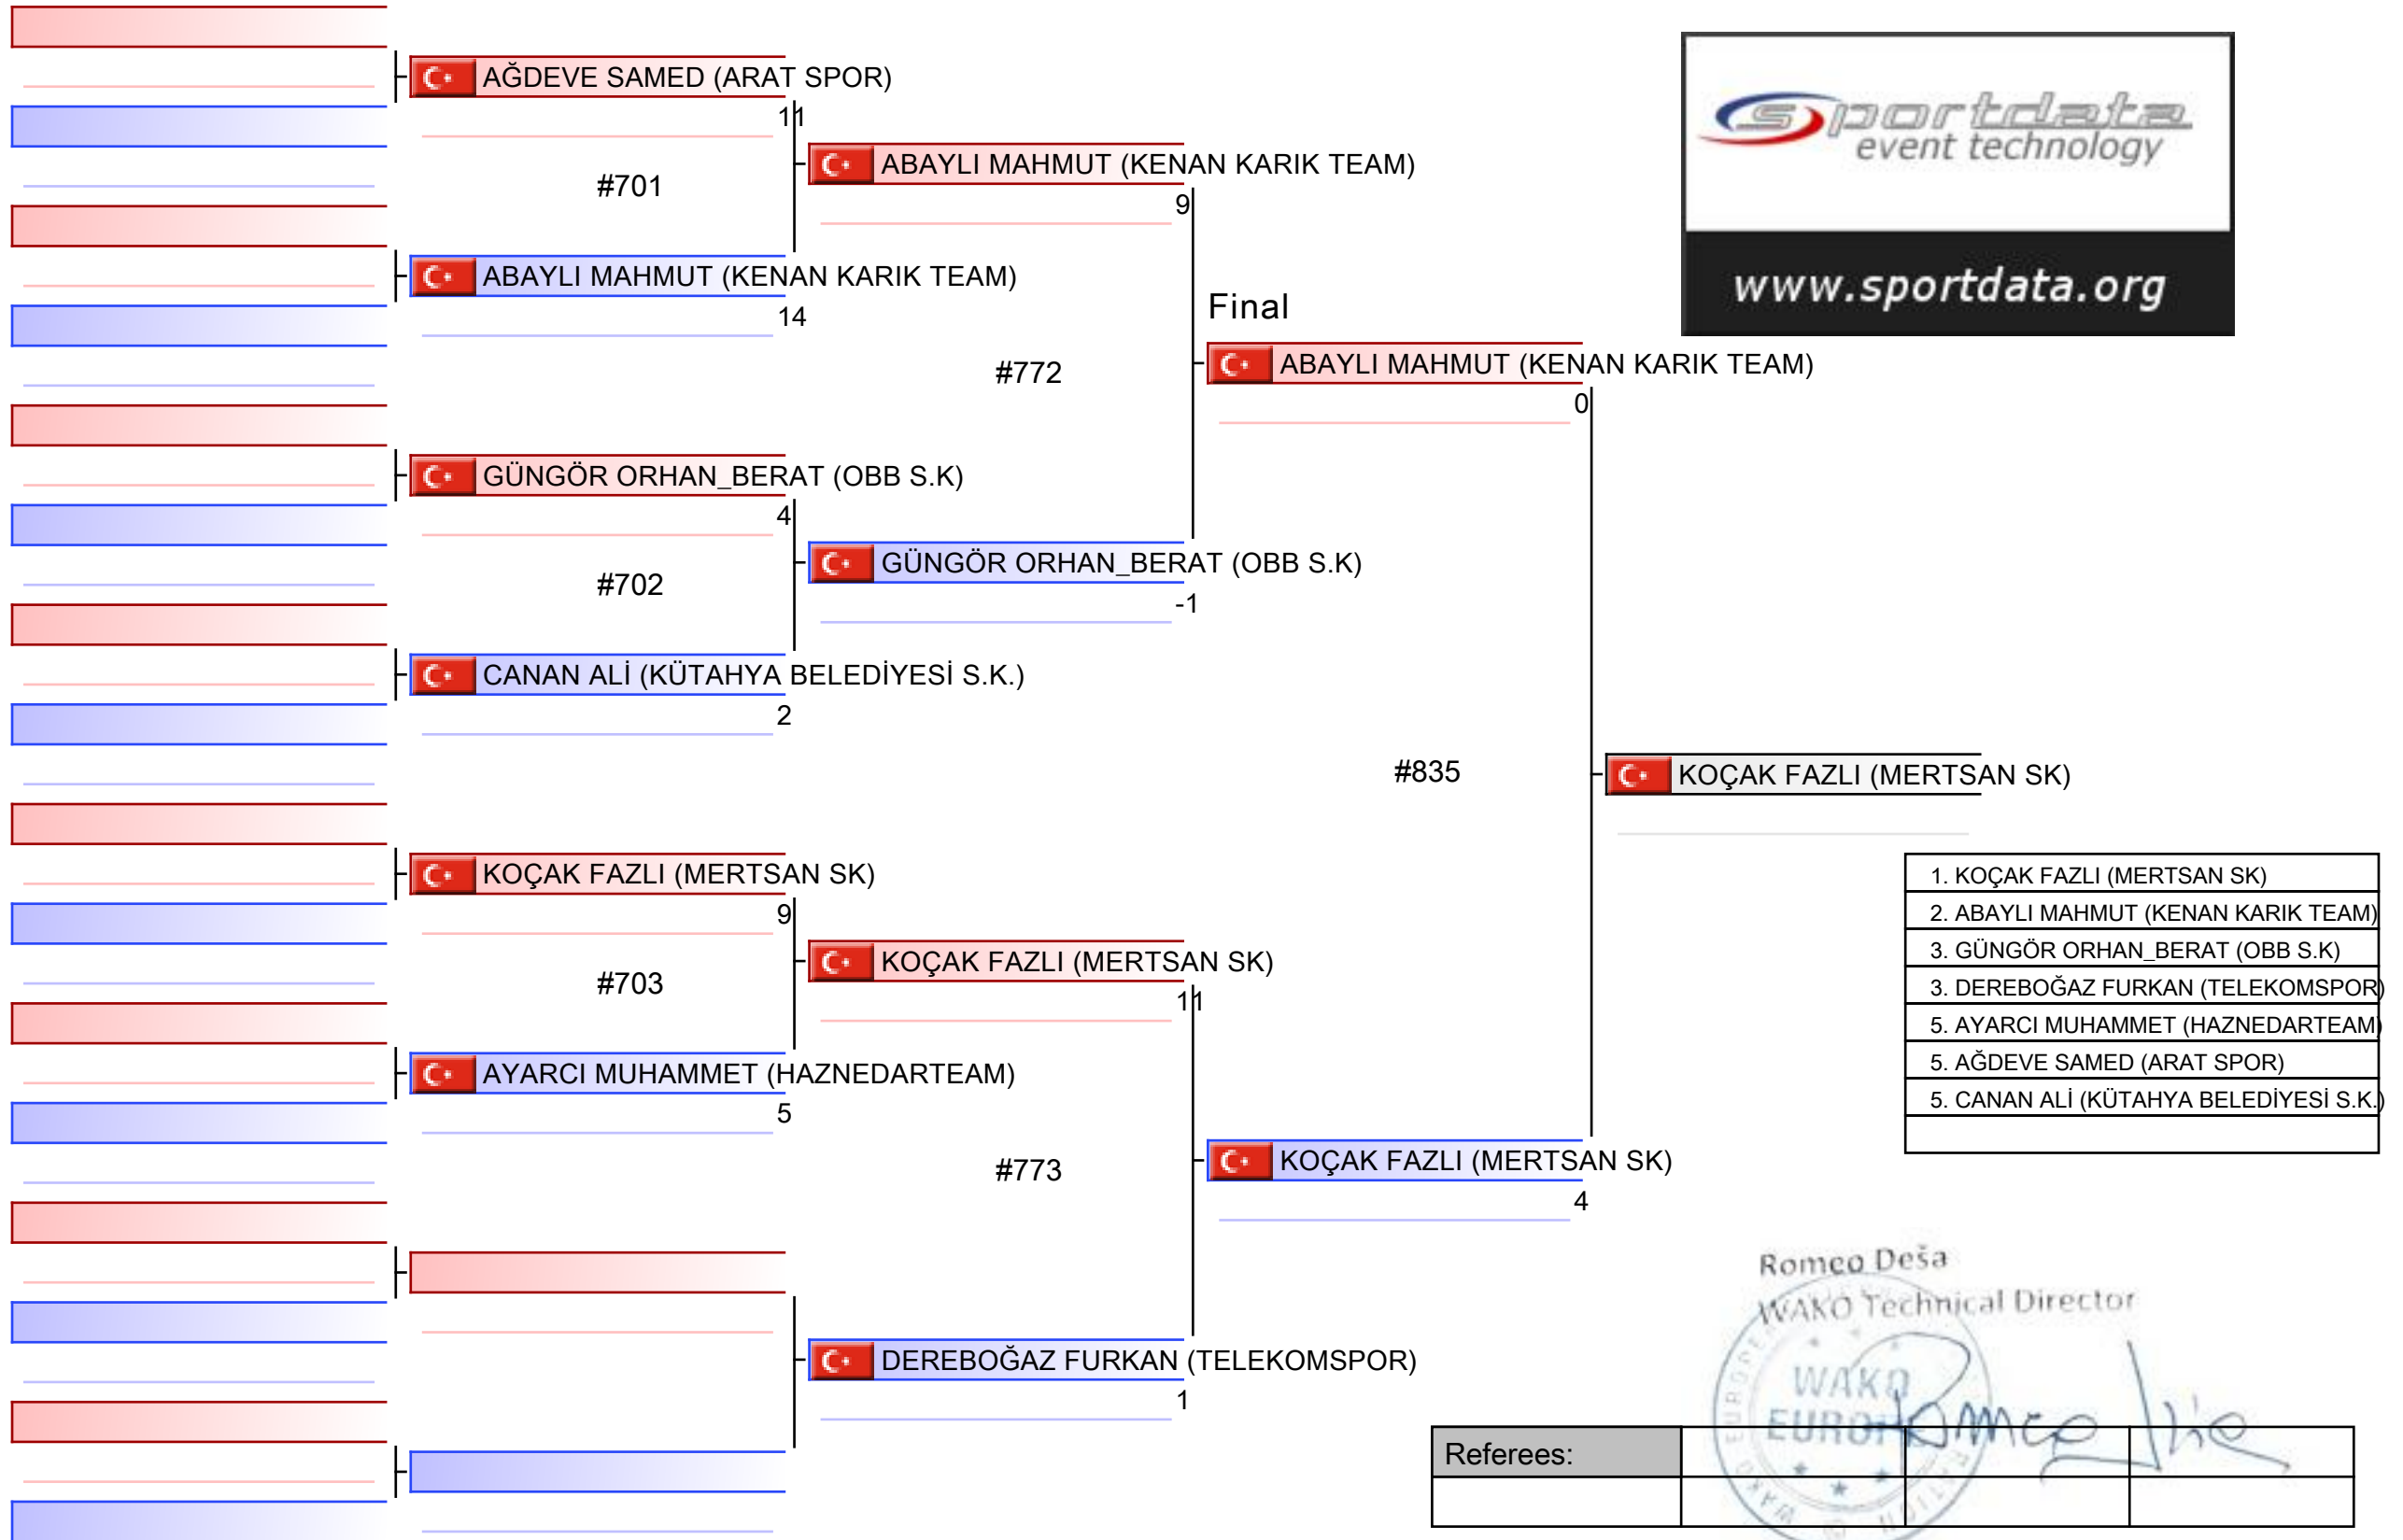 AĞDEVE SAMED (ARAT SPOR)
11
#701
ABAYLI MAHMUT (KENAN KARIK TEAM)
14
GÜNGÖR ORHAN_BERAT (OBB S.K)
4
#702
CANAN ALİ (KÜTAHYA BELEDİYESİ S.K.)
2
KOÇAK FAZLI (MERTSAN SK)
9
#703
AYARCI MUHAMMET (HAZNEDARTEAM)
5
ABAYLI MAHMUT (KENAN KARIK TEAM)
9
#772
GÜNGÖR ORHAN_BERAT (OBB S.K)
-1
KOÇAK FAZLI (MERTSAN SK)
11
#773
DEREBOĞAZ FURKAN (TELEKOMSPOR)
1
Final
ABAYLI MAHMUT (KENAN KARIK TEAM)
0
#835
KOÇAK FAZLI (MERTSAN SK)
4
KOÇAK FAZLI (MERTSAN SK)
sportdata
event technology
www.sportdata.org
1. KOÇAK FAZLI (MERTSAN SK)
2. ABAYLI MAHMUT (KENAN KARIK TEAM)
3. GÜNGÖR ORHAN_BERAT (OBB S.K)
3. DEREBOĞAZ FURKAN (TELEKOMSPOR)
5. AYARCI MUHAMMET (HAZNEDARTEAM)
5. AĞDEVE SAMED (ARAT SPOR)
5. CANAN ALİ (KÜTAHYA BELEDİYESİ S.K.)
Romeo Deša
WAKO Technical Director
WAKO
EUROPE
Referees: